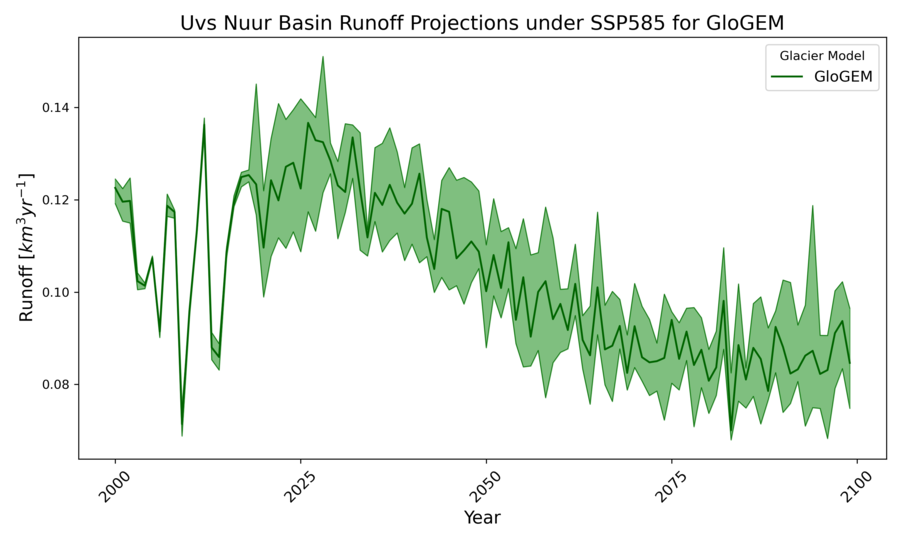 Uvs Nuur Basin Runoff Projections under SSP585 for GloGEM
Glacier Model
GloGEM
0.14
0.12
0.10
0.08
Runoff [km³yr⁻¹]
2000
2025
2050
2075
2100
Year